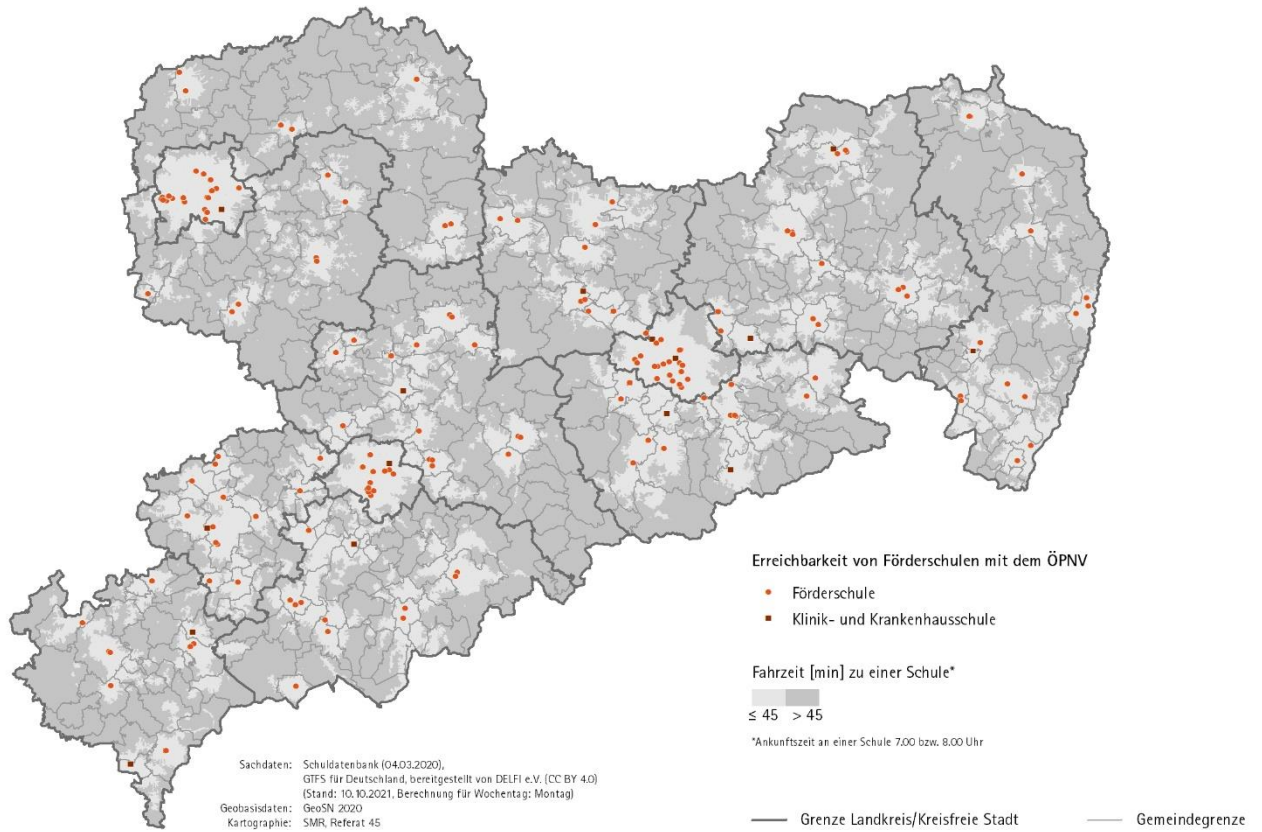 Erreichbarkeit von Förderschulen mit dem ÖPNV
Förderschule
Klinik- und Krankenhausschule
Fahrzeit [min] zu einer Schule*
≤ 45 > 45
*Ankunftszeit an einer Schule 7.00 bzw. 8.00 Uhr
Sachdaten: Schuldatenbank (04.03.2020),
GTFS für Deutschland, bereitgestellt von DELFI e.V. (CC BY 4.0)
(Stand: 10.10.2021, Berechnung für Wochentag: Montag)
Geobasisdaten: GeoSN 2020
Kartographie: SMR, Referat 45
Grenze Landkreis/Kreisfreie Stadt Gemeindegrenze